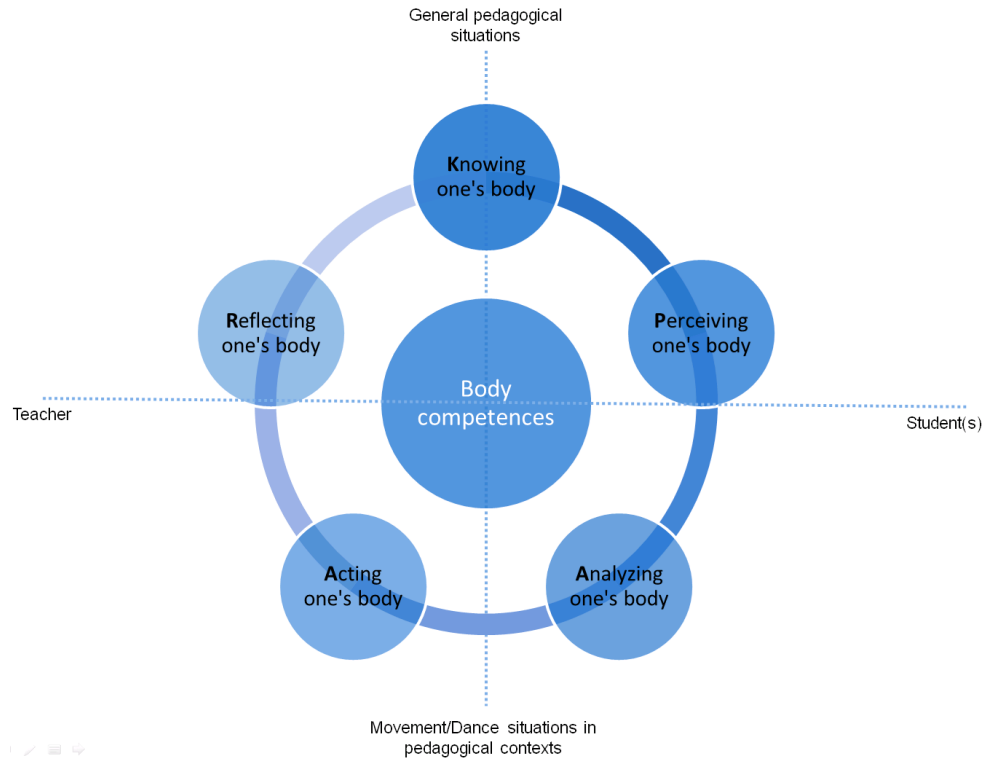 General pedagogical
situations
Knowing
one's body
Reflecting
one's body
Perceiving
one's body
Body
competences
Teacher
Student(s)
Acting
one's body
Analyzing
one's body
Movement/Dance situations in
pedagogical contexts